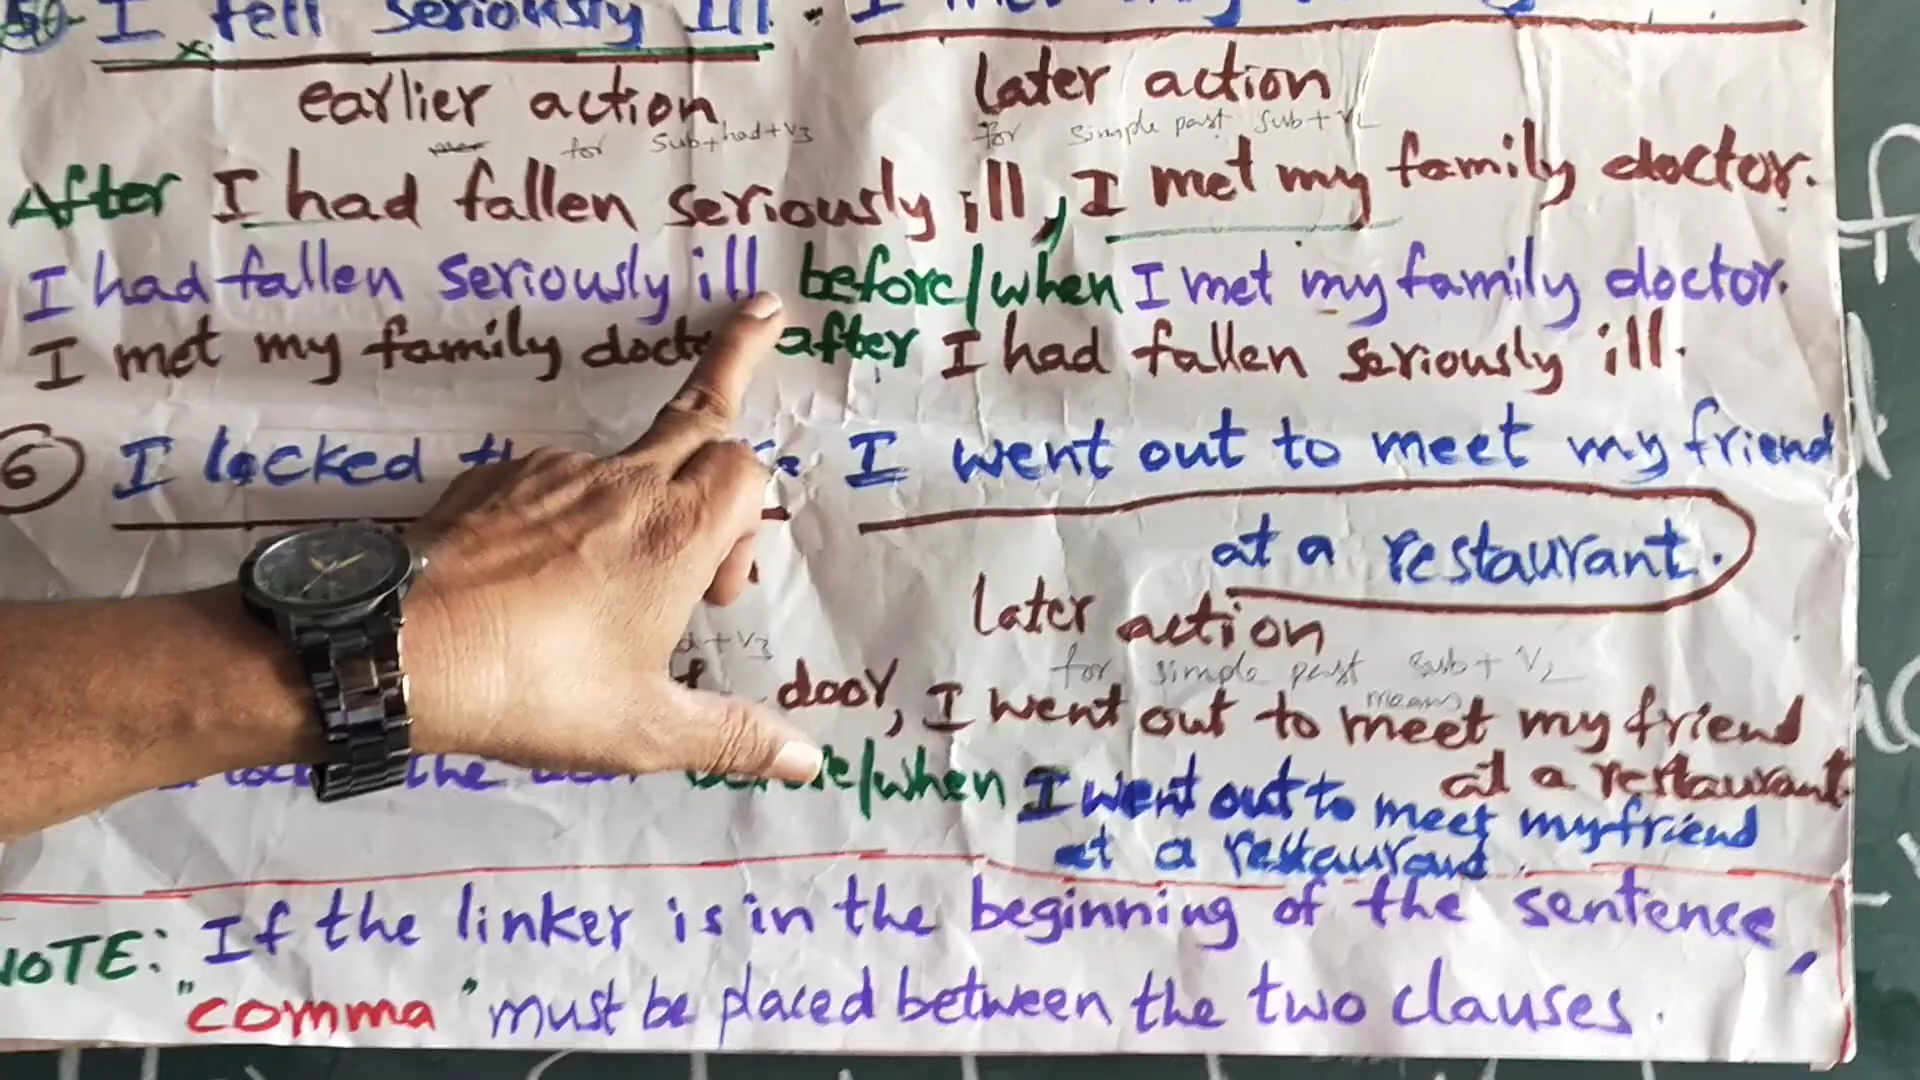 I fell seriously ill. I met my
earlier action later action
for sub+had+V3 for simple past sub+V2
After I had fallen seriously ill, I met my family doctor.
I had fallen seriously ill before/when I met my family doctor.
I met my family docto after I had fallen seriously ill.
6 I locked th I went out to meet my friend
at a restaurant.
later action
d+V3 for simple past sub+V2
means
door, I went out to meet my friend
at a restaurant.
the before/when I went out to meet my friend
at a restaurant.
NOTE: If the linker is in the beginning of the sentence,
"comma" must be placed between the two clauses.